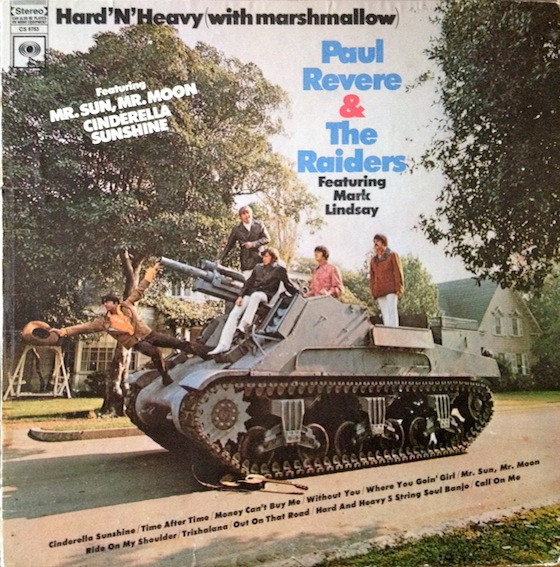 Stereo
CS 9753
Hard'N'Heavy (with marshmallow)
Paul
Revere
&
The
Raiders
Featuring
Mark
Lindsay
Featuring
MR. SUN, MR. MOON
CINDERELLA
SUNSHINE
Cinderella Sunshine / Time After Time / Money Can't Buy Me / Without You / Where You Goin' Girl / Mr. Sun, Mr. Moon
Ride On My Shoulder / Trishalana / Out On That Road / Hard And Heavy 5 String Soul Banjo / Call On Me